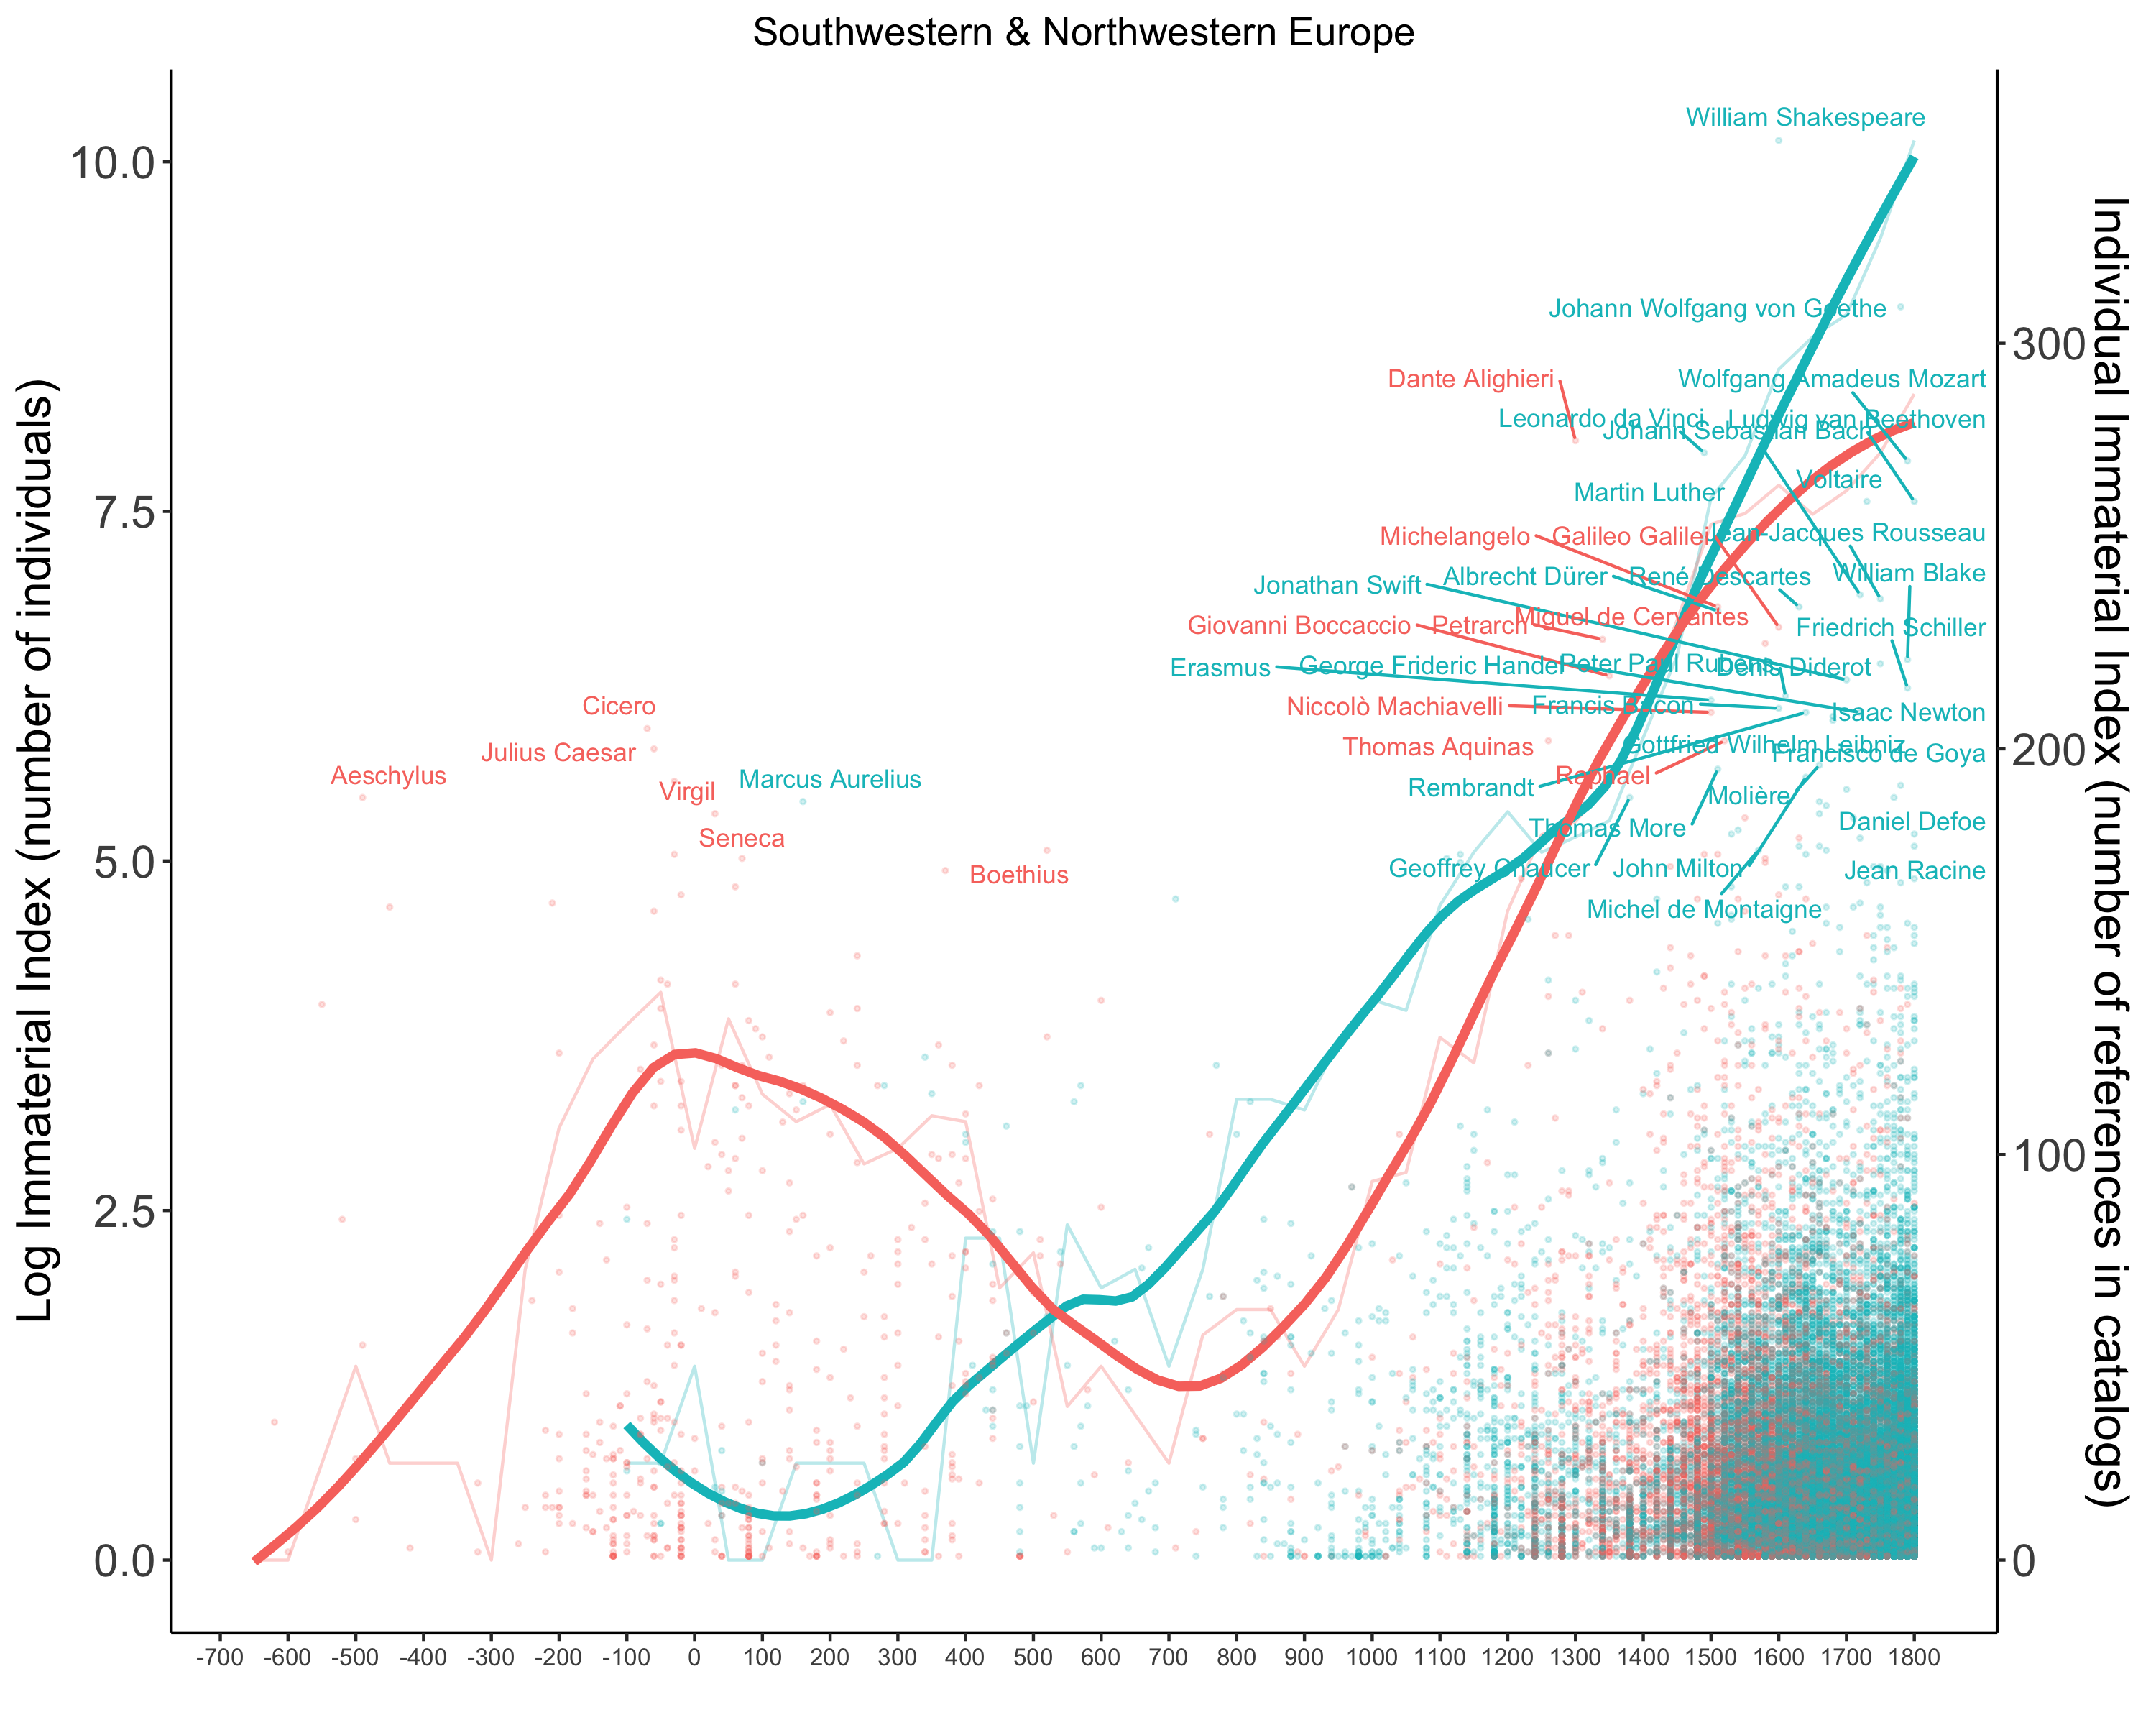 Southwestern & Northwestern Europe
Log Immaterial Index (number of individuals)
10.0
7.5
5.0
2.5
0.0
William Shakespeare
Johann Wolfgang von Goethe
Dante Alighieri
Wolfgang Amadeus Mozart
Leonardo da Vinci
Ludwig van Beethoven
Johann Sebastian Bach
Voltaire
Martin Luther
Michelangelo
Galileo Galilei
Jean-Jacques Rousseau
Jonathan Swift
Albrecht Dürer
René Descartes
William Blake
Giovanni Boccaccio
Petrarch
Miguel de Cervantes
Friedrich Schiller
Erasmus
George Frideric Handel
Peter Paul Rubens
Denis Diderot
Cicero
Niccolò Machiavelli
Francis Bacon
Isaac Newton
Julius Caesar
Thomas Aquinas
Gottfried Wilhelm Leibniz
Francisco de Goya
Aeschylus
Virgil
Marcus Aurelius
Raphael
Rembrandt
Molière
Seneca
Thomas More
Daniel Defoe
Boethius
Geoffrey Chaucer
John Milton
Jean Racine
Michel de Montaigne
300
200
100
0
Individual Immaterial Index (number of references in catalogs)
-700 -600 -500 -400 -300 -200 -100 0 100 200 300 400 500 600 700 800 900 1000 1100 1200 1300 1400 1500 1600 1700 1800